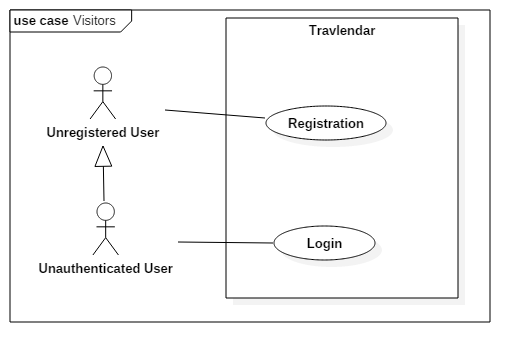 use case Visitors
Travlendar
Unregistered User
Registration
Unauthenticated User
Login